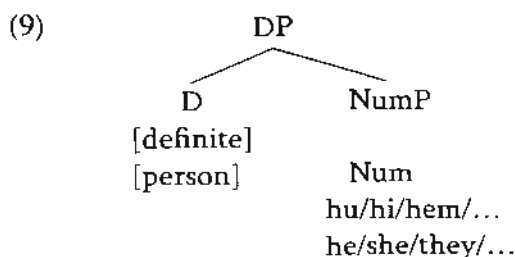 (9) DP
D NumP
[definite]
[person] Num
hu/hi/hem/...
he/she/they/...